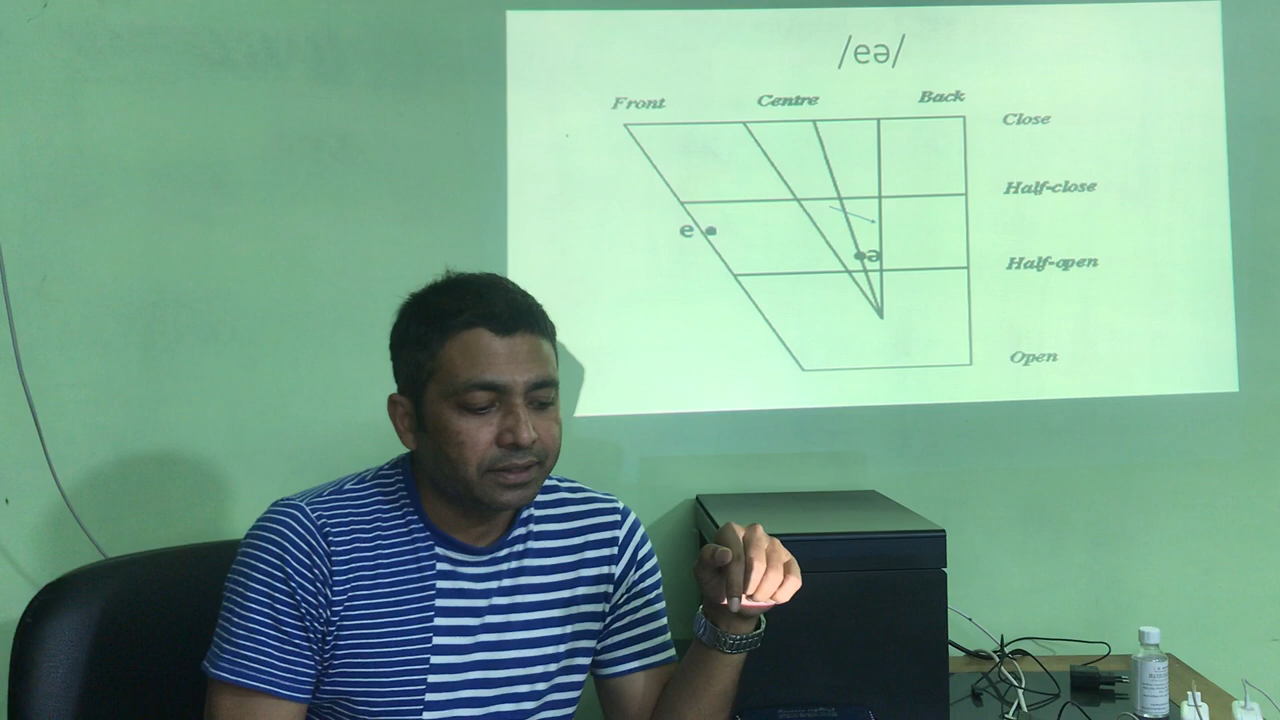 /eə/
Front Centre Back
Close
Half-close
e
ə
Half-open
Open